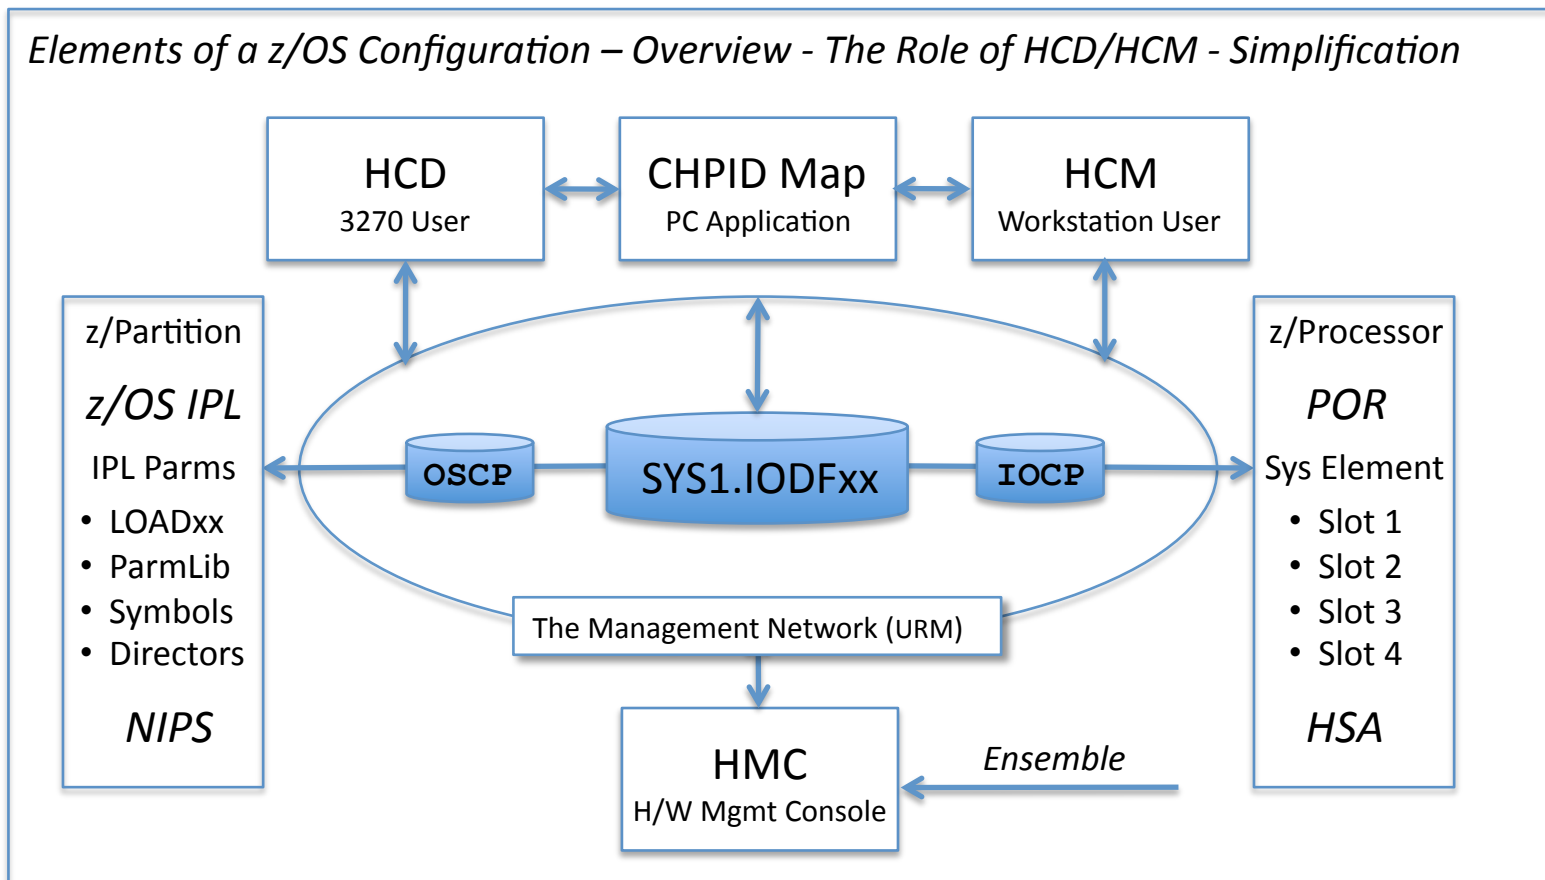 Elements of a z/OS Configuration – Overview - The Role of HCD/HCM - Simplification
HCD
3270 User
CHPID Map
PC Application
HCM
Workstation User
z/Partition
z/OS IPL
IPL Parms
• LOADxx
• ParmLib
• Symbols
• Directors
NIPS
OSCP
SYS1.IODFxx
IOCP
z/Processor
POR
Sys Element
• Slot 1
• Slot 2
• Slot 3
• Slot 4
HSA
The Management Network (URM)
HMC
H/W Mgmt Console
Ensemble